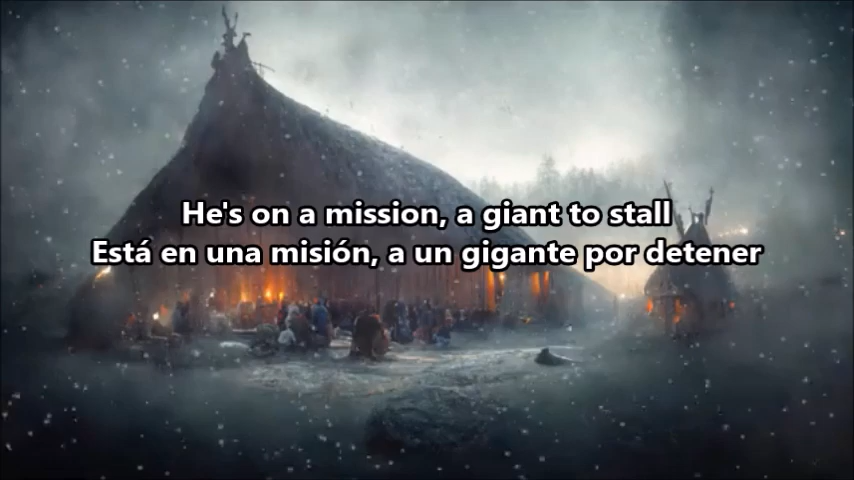 He's on a mission, a giant to stall
Está en una misión, a un gigante por detener